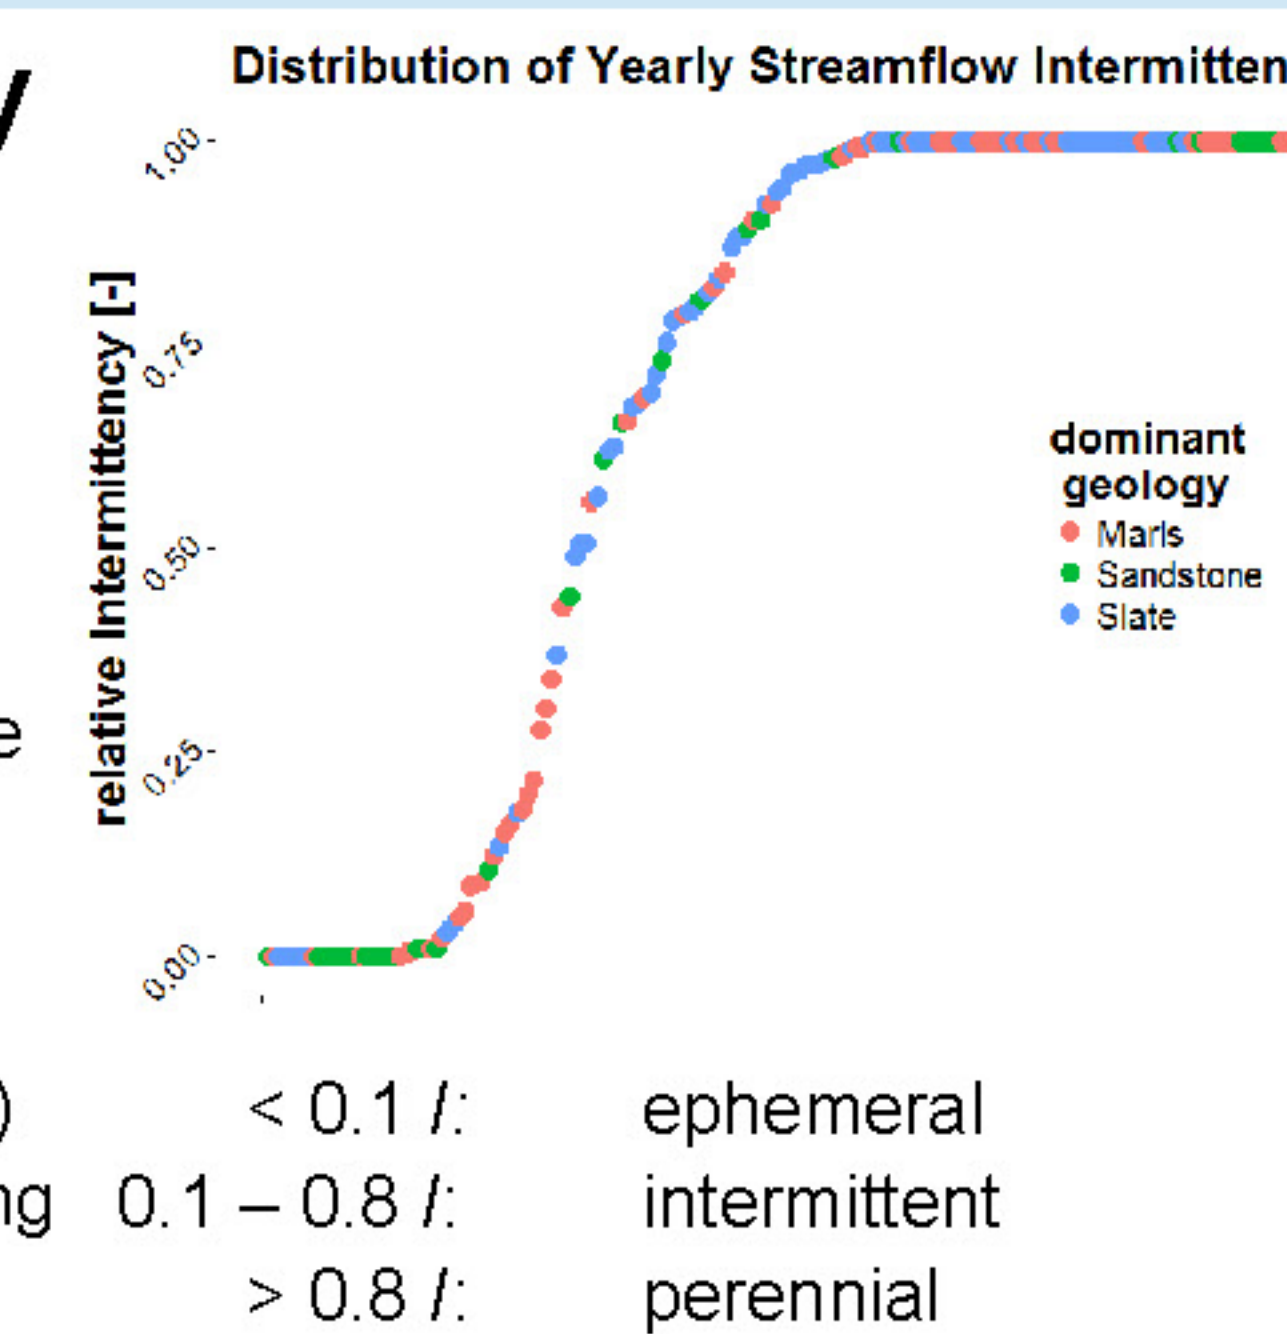 y
Distribution of Yearly Streamflow Intermitten
1.00
0.75
0.50
0.25
0.00
relative Intermittency [-]
dominant
geology
Marls
Sandstone
Slate
e
) < 0.1 I: ephemeral
ng 0.1 – 0.8 I: intermittent
> 0.8 I: perennial